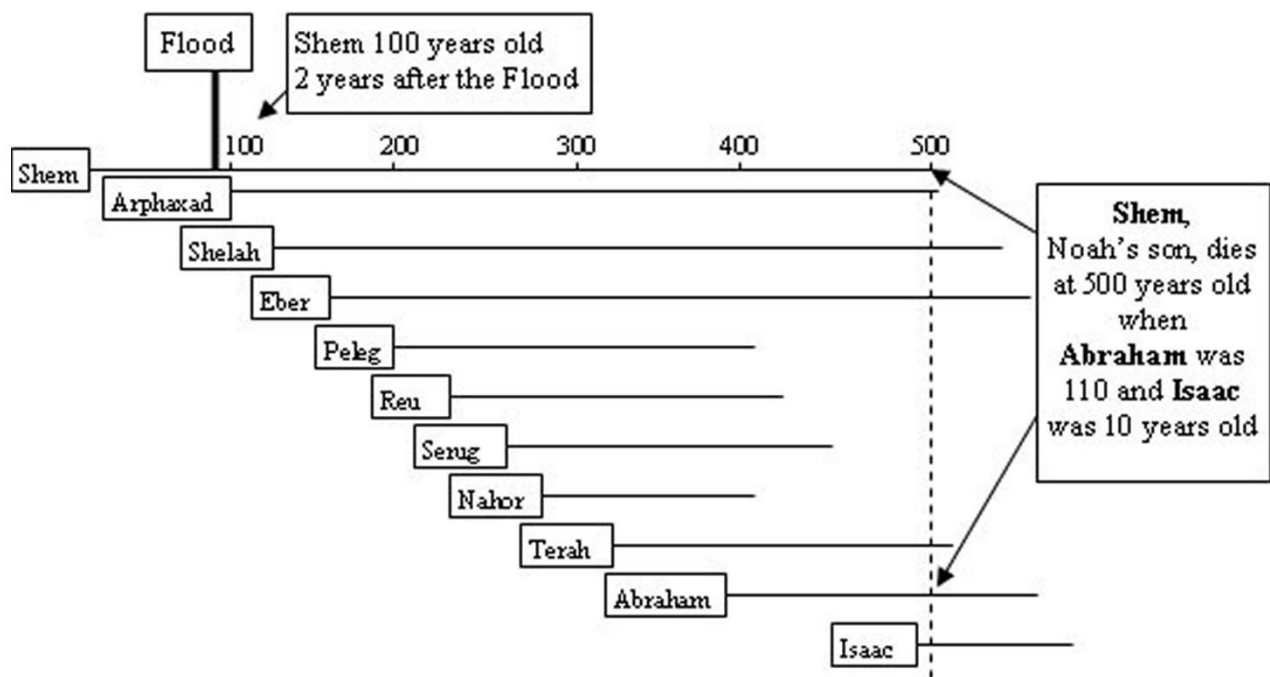 Flood
Shem 100 years old
2 years after the Flood
100 200 300 400 500
Shem
Arphaxad
Shelah
Eber
Peleg
Reu
Serug
Nahor
Terah
Abraham
Isaac
Shem,
Noah's son, dies
at 500 years old
when
Abraham was
110 and Isaac
was 10 years old